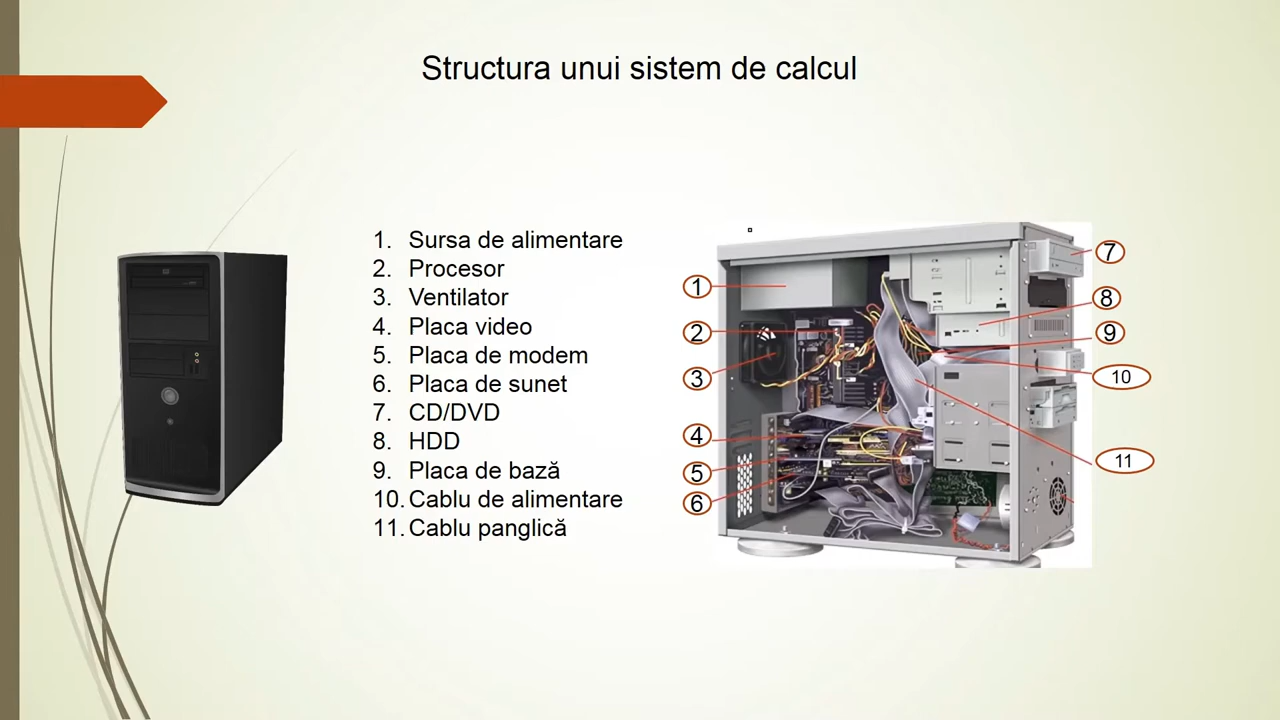 Structura unui sistem de calcul
1. Sursa de alimentare
2. Procesor
3. Ventilator
4. Placa video
5. Placa de modem
6. Placa de sunet
7. CD/DVD
8. HDD
9. Placa de bază
10. Cablu de alimentare
11. Cablu panglică
1
2
3
4
5
6
7
8
9
10
11